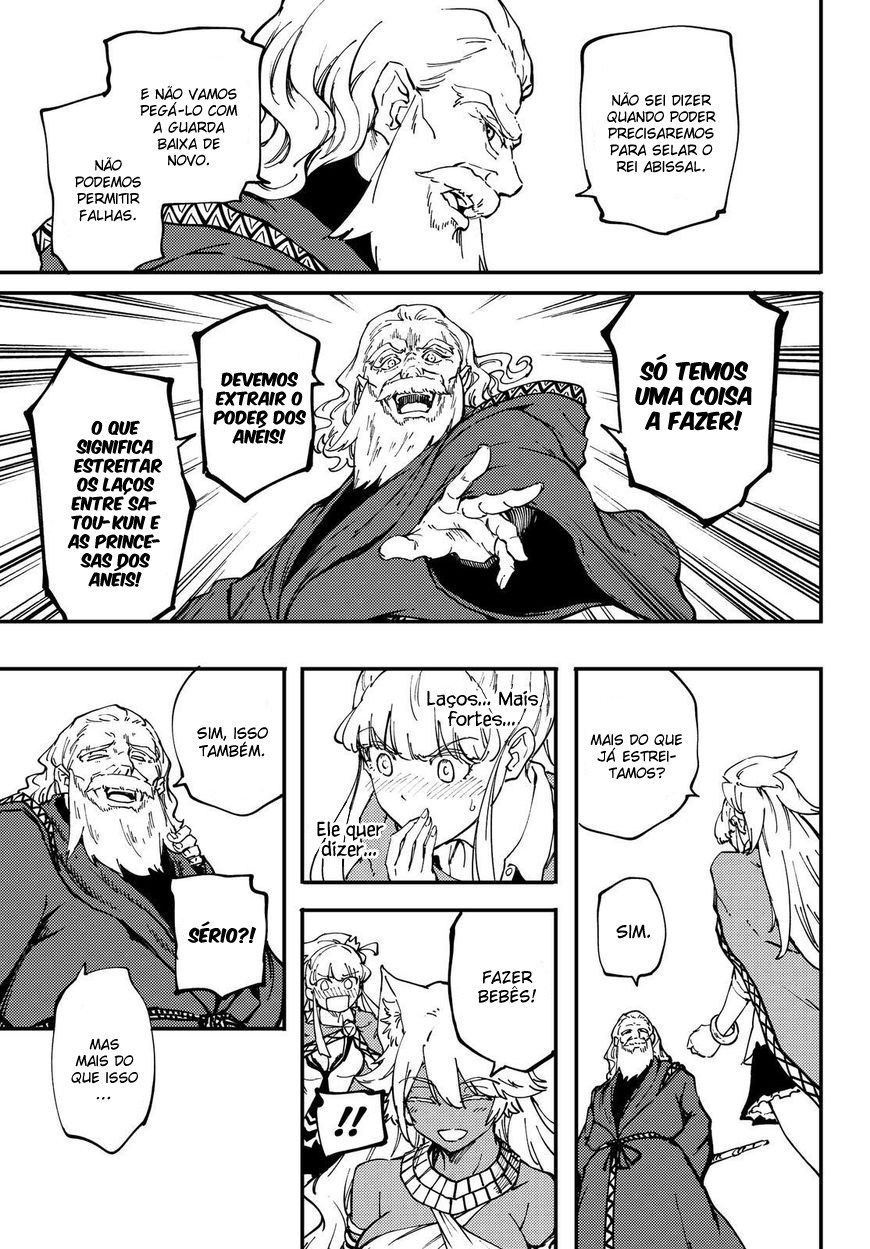 NÃO SEI DIZER
QUANDO PODER
PRECISAREMOS
PARA SELAR O
REI ABISSAL.
E NÃO VAMOS
PEGÁ-LO COM
A GUARDA
BAIXA DE
NOVO.
NÃO
PODEMOS
PERMITIR
FALHAS.
SÓ TEMOS
UMA COISA
A FAZER!
DEVEMOS
EXTRAIR O
PODER DOS
ANÉIS!
O QUE
SIGNIFICA
ESTREITAR
OS LAÇOS
ENTRE SA-
TOU-KUN E
AS PRINCE-
SAS DOS
ANÉIS!
MAIS DO QUE
JÁ ESTREI-
TAMOS?
SIM.
Laços... Mais
fortes...
Ele quer
dizer...
FAZER
BEBÊS!
!!
SIM, ISSO
TAMBÉM.
SÉRIO?!
MAS
MAIS DO
QUE ISSO
...